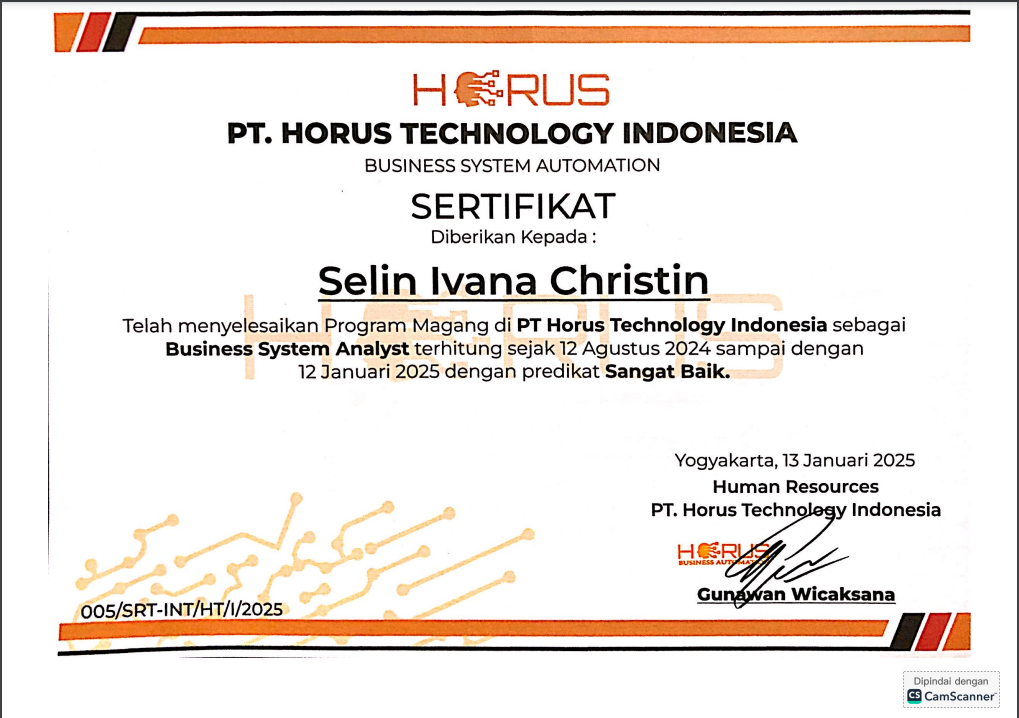 HORUS
PT. HORUS TECHNOLOGY INDONESIA
BUSINESS SYSTEM AUTOMATION
SERTIFIKAT
Diberikan Kepada :
Selin Ivana Christin
HORUS
Telah menyelesaikan Program Magang di PT Horus Technology Indonesia sebagai
Business System Analyst terhitung sejak 12 Agustus 2024 sampai dengan
12 Januari 2025 dengan predikat Sangat Baik.
Yogyakarta, 13 Januari 2025
Human Resources
PT. Horus Technology Indonesia
HORUS
BUSINESS AUTOMATION
Gunawan Wicaksana
005/SRT-INT/HT/I/2025
Dipindai dengan
CS CamScanner